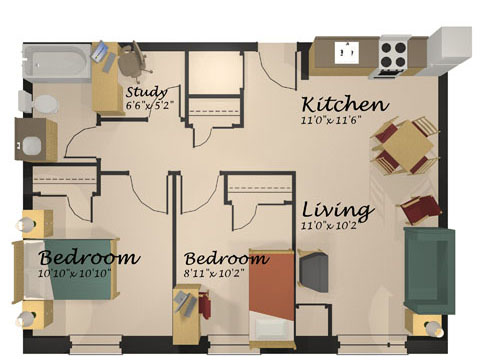 Study
6'6"x 5'2"
Kitchen
11'0"x 11'6"
Living
11'0"x 10'2
Bedroom
10'10"x 10'10"
Bedroom
8'11"x 10'2"